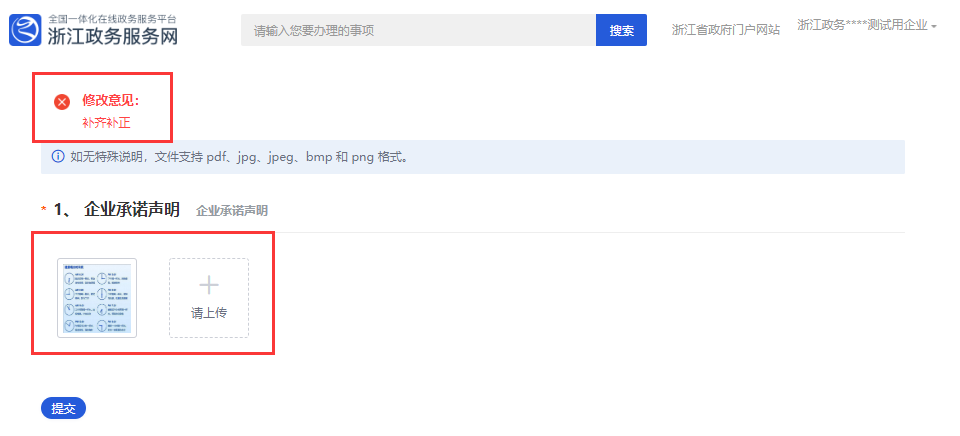 全国一体化在线政务服务平台
浙江政务服务网
请输入您要办理的事项
搜索
浙江省政府门户网站
浙江政务****测试用企业
修改意见:
补齐补正
如无特殊说明，文件支持 pdf、jpg、jpeg、bmp 和 png 格式。
* 1、 企业承诺声明 企业承诺声明
请上传
提交